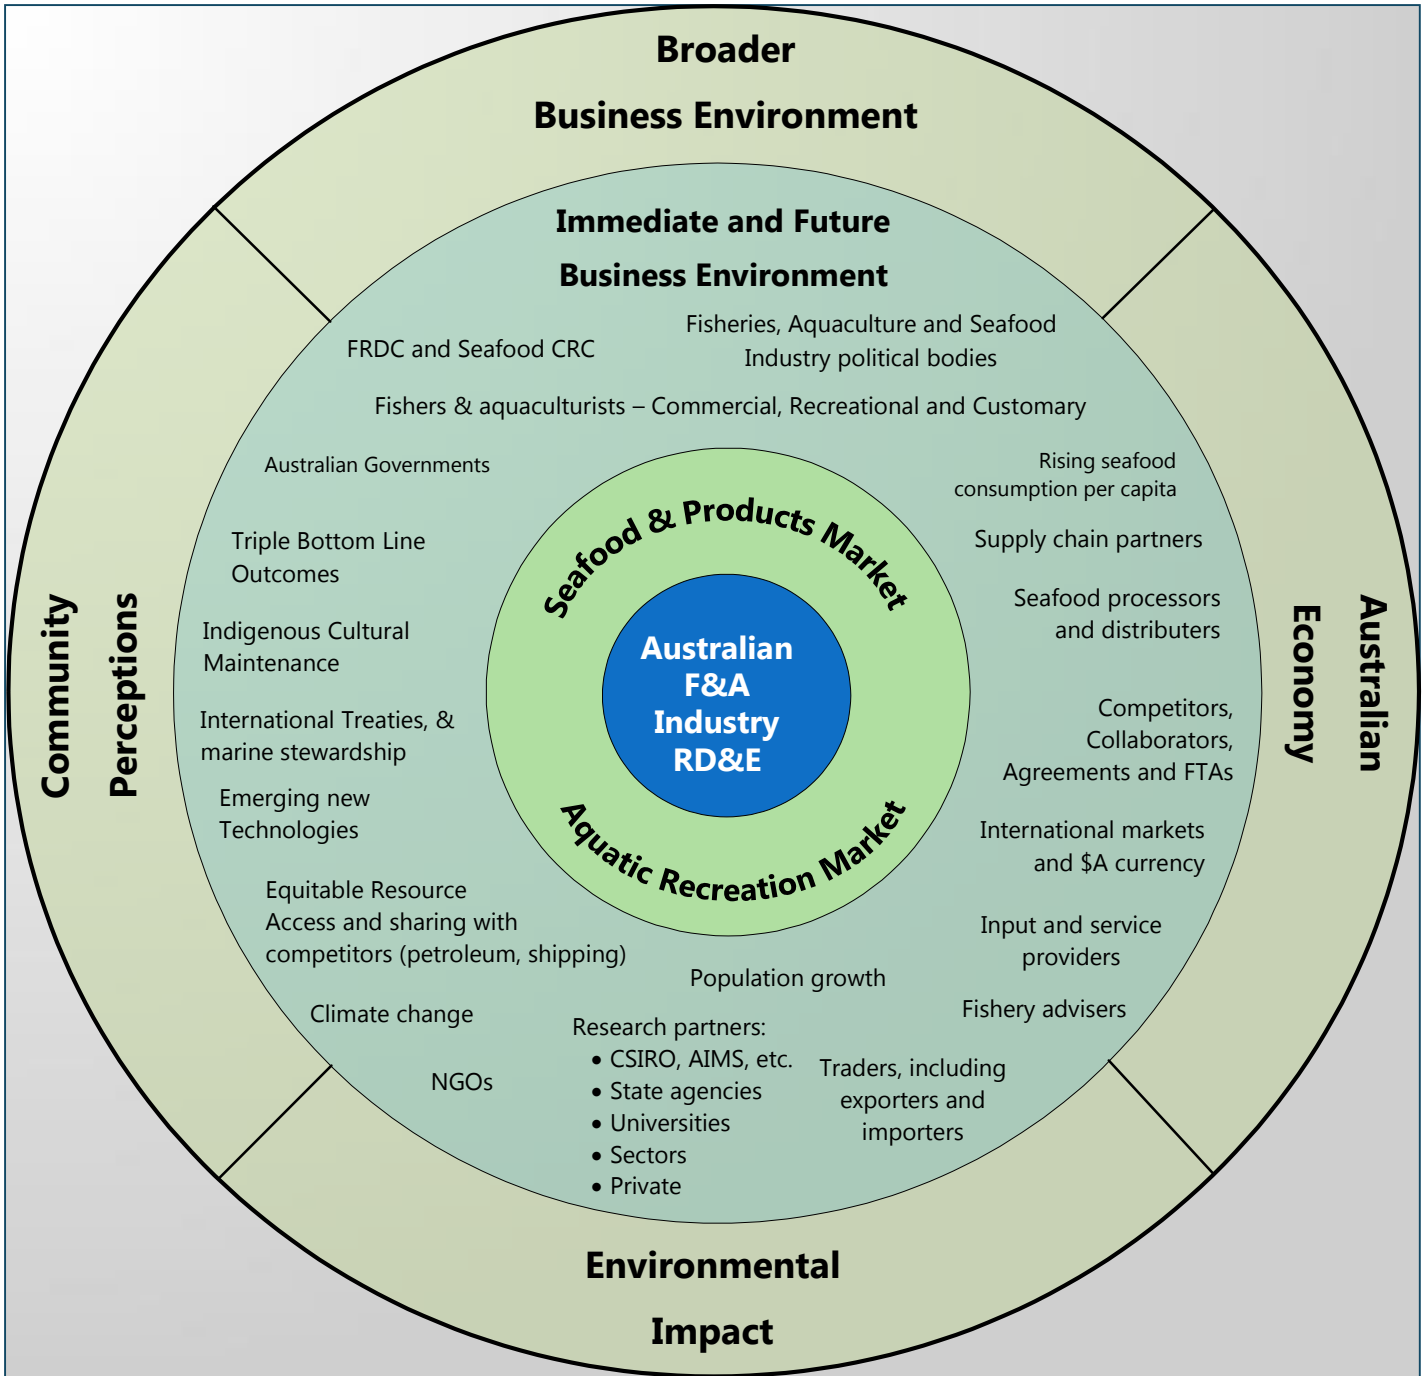 Broader
Business Environment
Immediate and Future
Business Environment
FRDC and Seafood CRC
Fisheries, Aquaculture and Seafood
Industry political bodies
Fishers & aquaculturists – Commercial, Recreational and Customary
Australian Governments
Rising seafood
consumption per capita
Triple Bottom Line
Outcomes
Supply chain partners
Indigenous Cultural
Maintenance
Seafood processors
and distributers
International Treaties, &
marine stewardship
Competitors,
Collaborators,
Agreements and FTAs
Emerging new
Technologies
International markets
and $A currency
Equitable Resource
Access and sharing with
competitors (petroleum, shipping)
Input and service
providers
Population growth
Climate change
Fishery advisers
NGOs
Research partners:
• CSIRO, AIMS, etc.
• State agencies
• Universities
• Sectors
• Private
Traders, including
exporters and
importers
Seafood & Products Market
Australian
F&A
Industry
RD&E
Aquatic Recreation Market
Community
Perceptions
Australian
Economy
Environmental
Impact